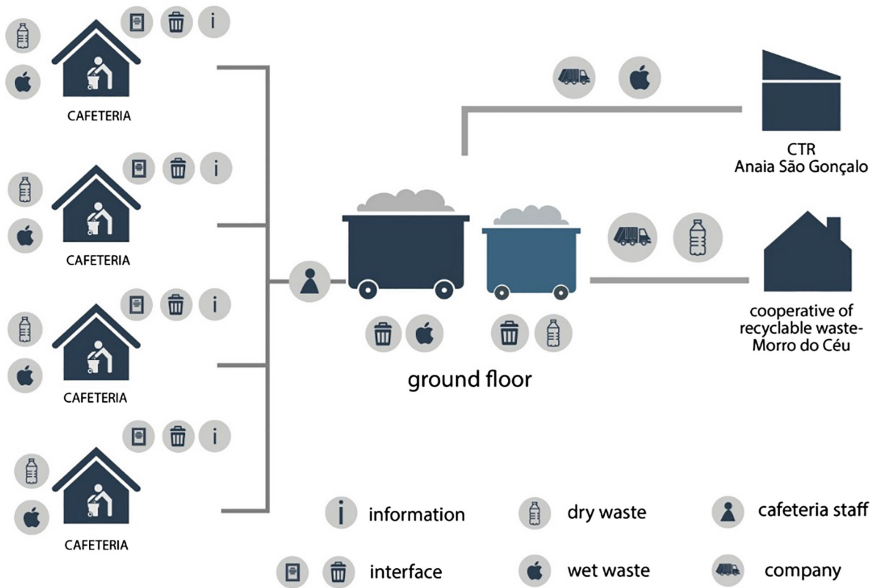 CAFETERIA
CAFETERIA
CAFETERIA
CAFETERIA
i
i
i
i
ground floor
CTR
Anaia São Gonçalo
cooperative of
recyclable waste-
Morro do Céu
i information
dry waste
cafeteria staff
interface
wet waste
company